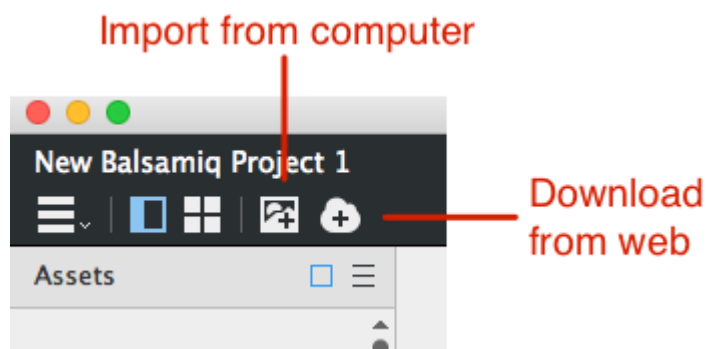 Import from computer
New Balsamiq Project 1
Download
from web
Assets